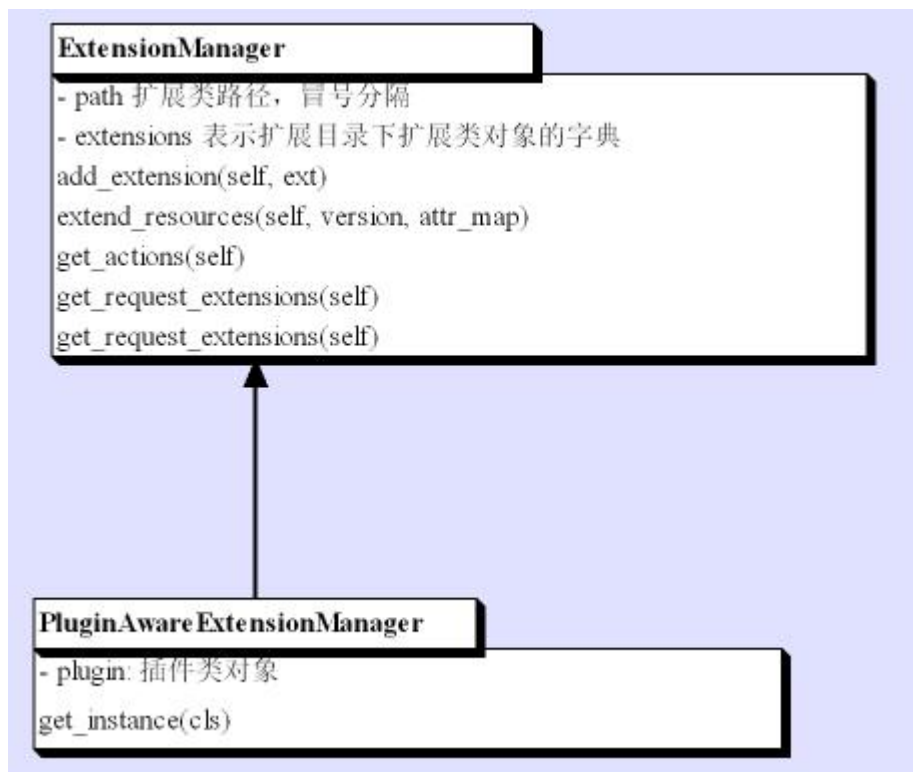 ExtensionManager
- path 扩展类路径，冒号分隔
- extensions 表示扩展目录下扩展类对象的字典
add_extension(self, ext)
extend_resources(self, version, attr_map)
get_actions(self)
get_request_extensions(self)
get_request_extensions(self)
PluginAwareExtensionManager
- plugin: 插件类对象
get_instance(cls)